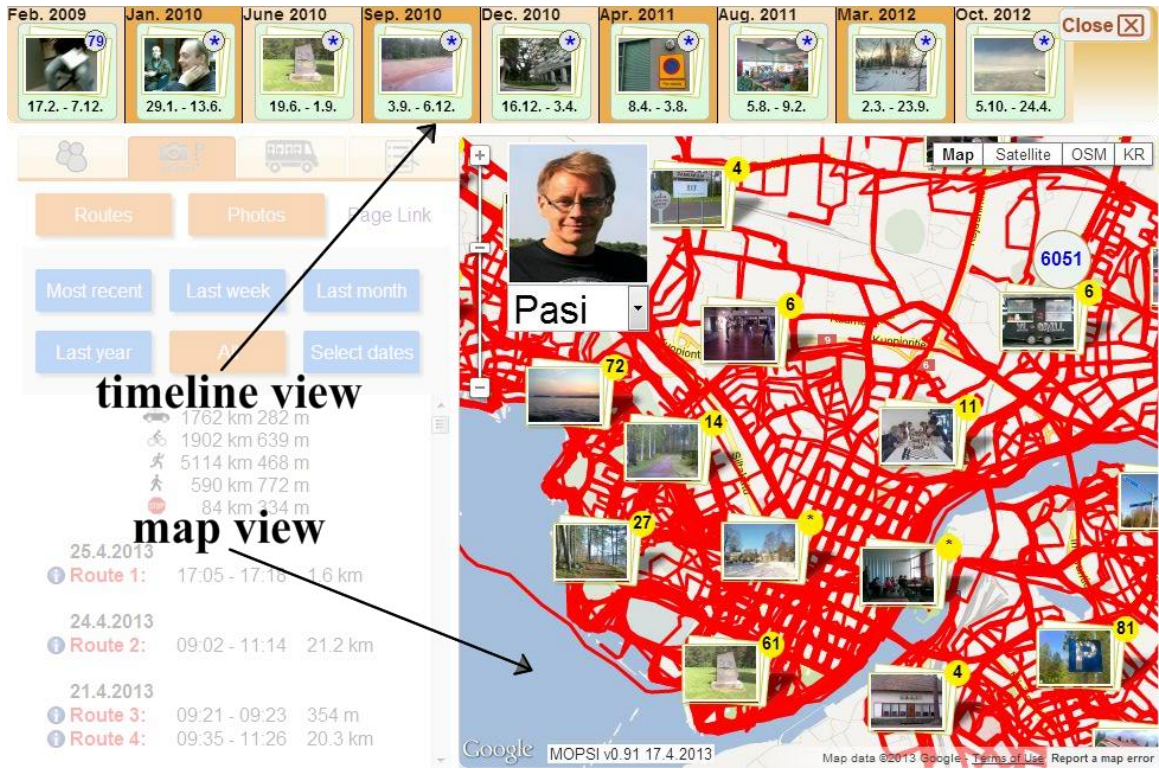 Feb. 2009 Jan. 2010 June 2010 Sep. 2010 Dec. 2010 Apr. 2011 Aug. 2011 Mar. 2012 Oct. 2012
Close X
79 * * * * * * * *
17.2. - 7.12. 29.1. - 13.6. 19.6. - 1.9. 3.9. - 6.12. 16.12. - 3.4. 8.4. - 3.8. 5.8. - 9.2. 2.3. - 23.9. 5.10. - 24.4.
Routes Photos Page Link
Most recent Last week Last month
Last year All Select dates
timeline view
1762 km 282 m
1902 km 639 m
5114 km 468 m
590 km 772 m
STOP 84 km 334 m
map view
25.4.2013
Route 1: 17:05 - 17:18 1.6 km
24.4.2013
Route 2: 09:02 - 11:14 21.2 km
21.4.2013
Route 3: 09:21 - 09:23 354 m
Route 4: 09:35 - 11:26 20.3 km
Map Satellite OSM KR
4
6051
Pasi
6
6
9
6
72
11
14
27
*
*
61
81
P
4
Google
MOPSI v0.91 17.4.2013
Map data ©2013 Google - Terms of Use Report a map error